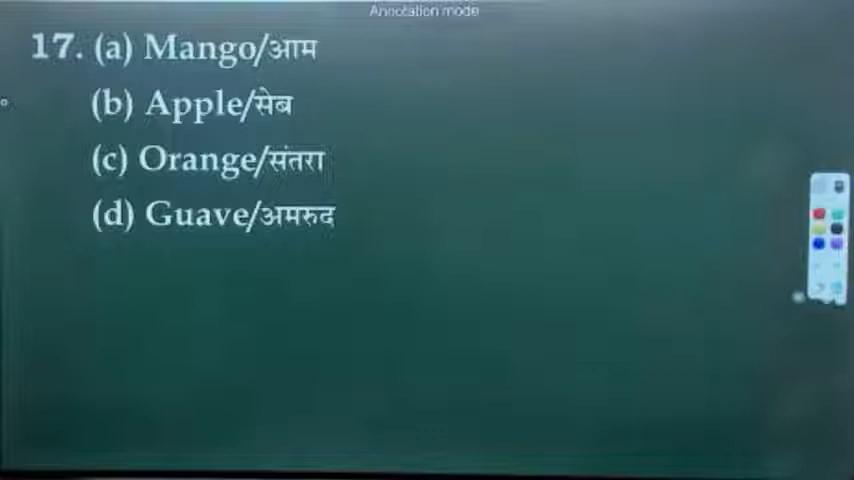 Annotation mode
17. (a) Mango/आम
(b) Apple/सेब
(c) Orange/संतरा
(d) Guave/अमरुद